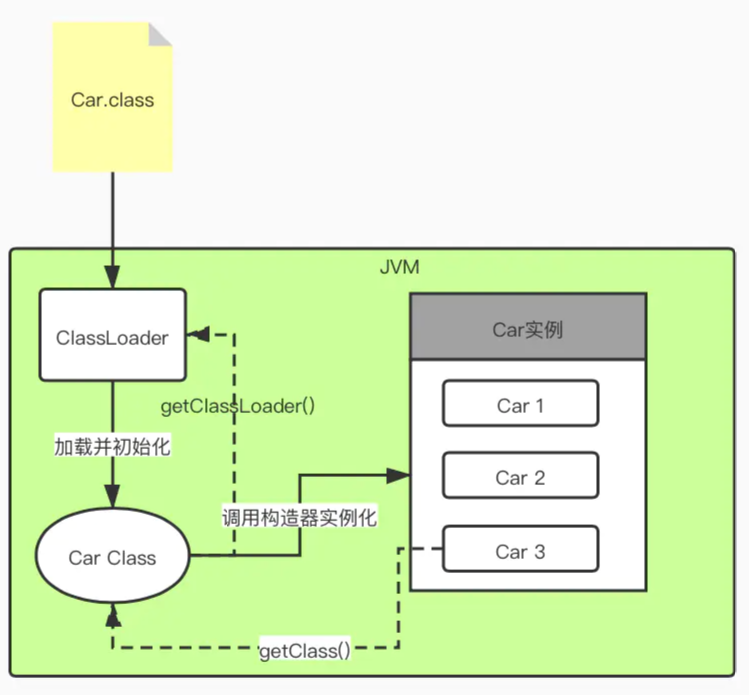 Car.class
JVM
ClassLoader
Car实例
getClassLoader()
Car 1
加载并初始化
Car 2
调用构造器实例化
Car Class
Car 3
getClass()